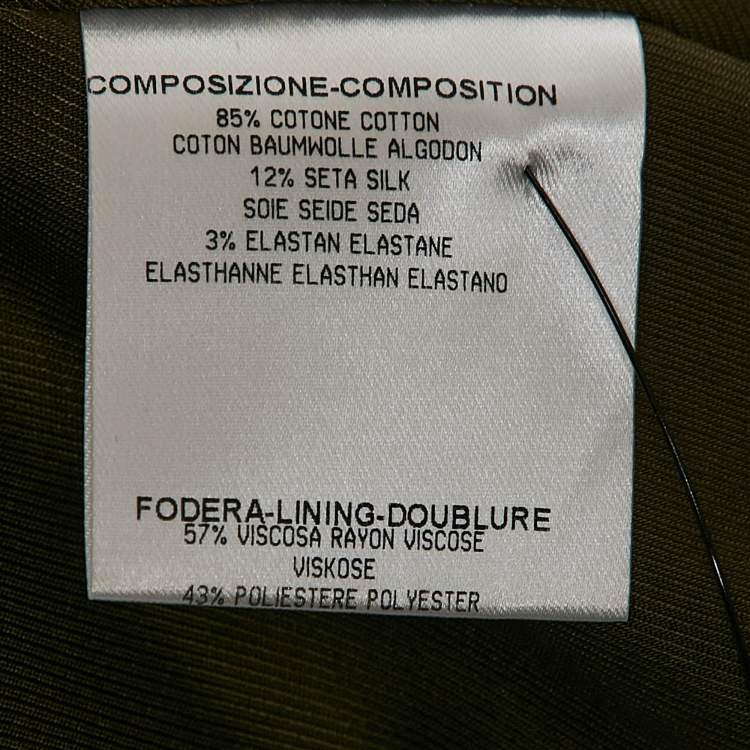 COMPOSIZIONE-COMPOSITION
85% COTONE COTTON
COTON BAUMWOLLE ALGODON
12% SETA SILK
SOIE SEIDE SEDA
3% ELASTAN ELASTANE
ELASTHANNE ELASTHAN ELASTANO
FODERA-LINING-DOUBLURE
57% VISCOSA RAYON VISCOSE
VISKOSE
43% POLIESTERE POLYESTER